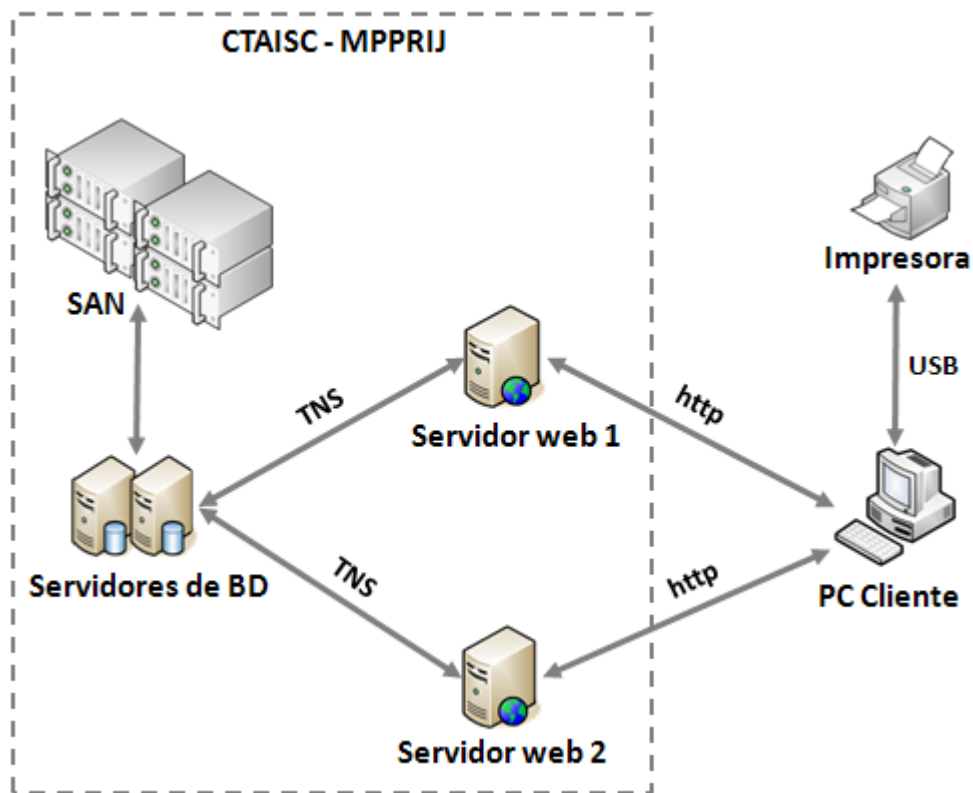 CTAISC - MPPRIJ
SAN
Impresora
USB
TNS
http
Servidor web 1
Servidores de BD
TNS
http
PC Cliente
Servidor web 2